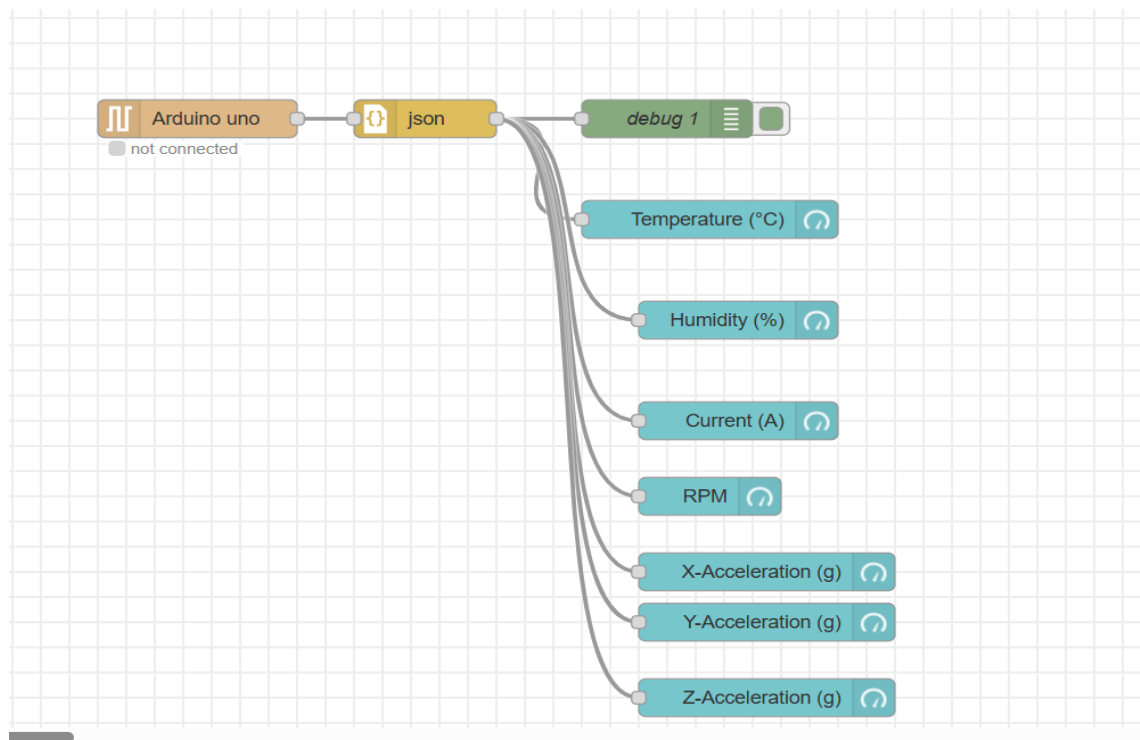 Arduino uno
json
debug 1
not connected
Temperature (°C)
Humidity (%)
Current (A)
RPM
X-Acceleration (g)
Y-Acceleration (g)
Z-Acceleration (g)